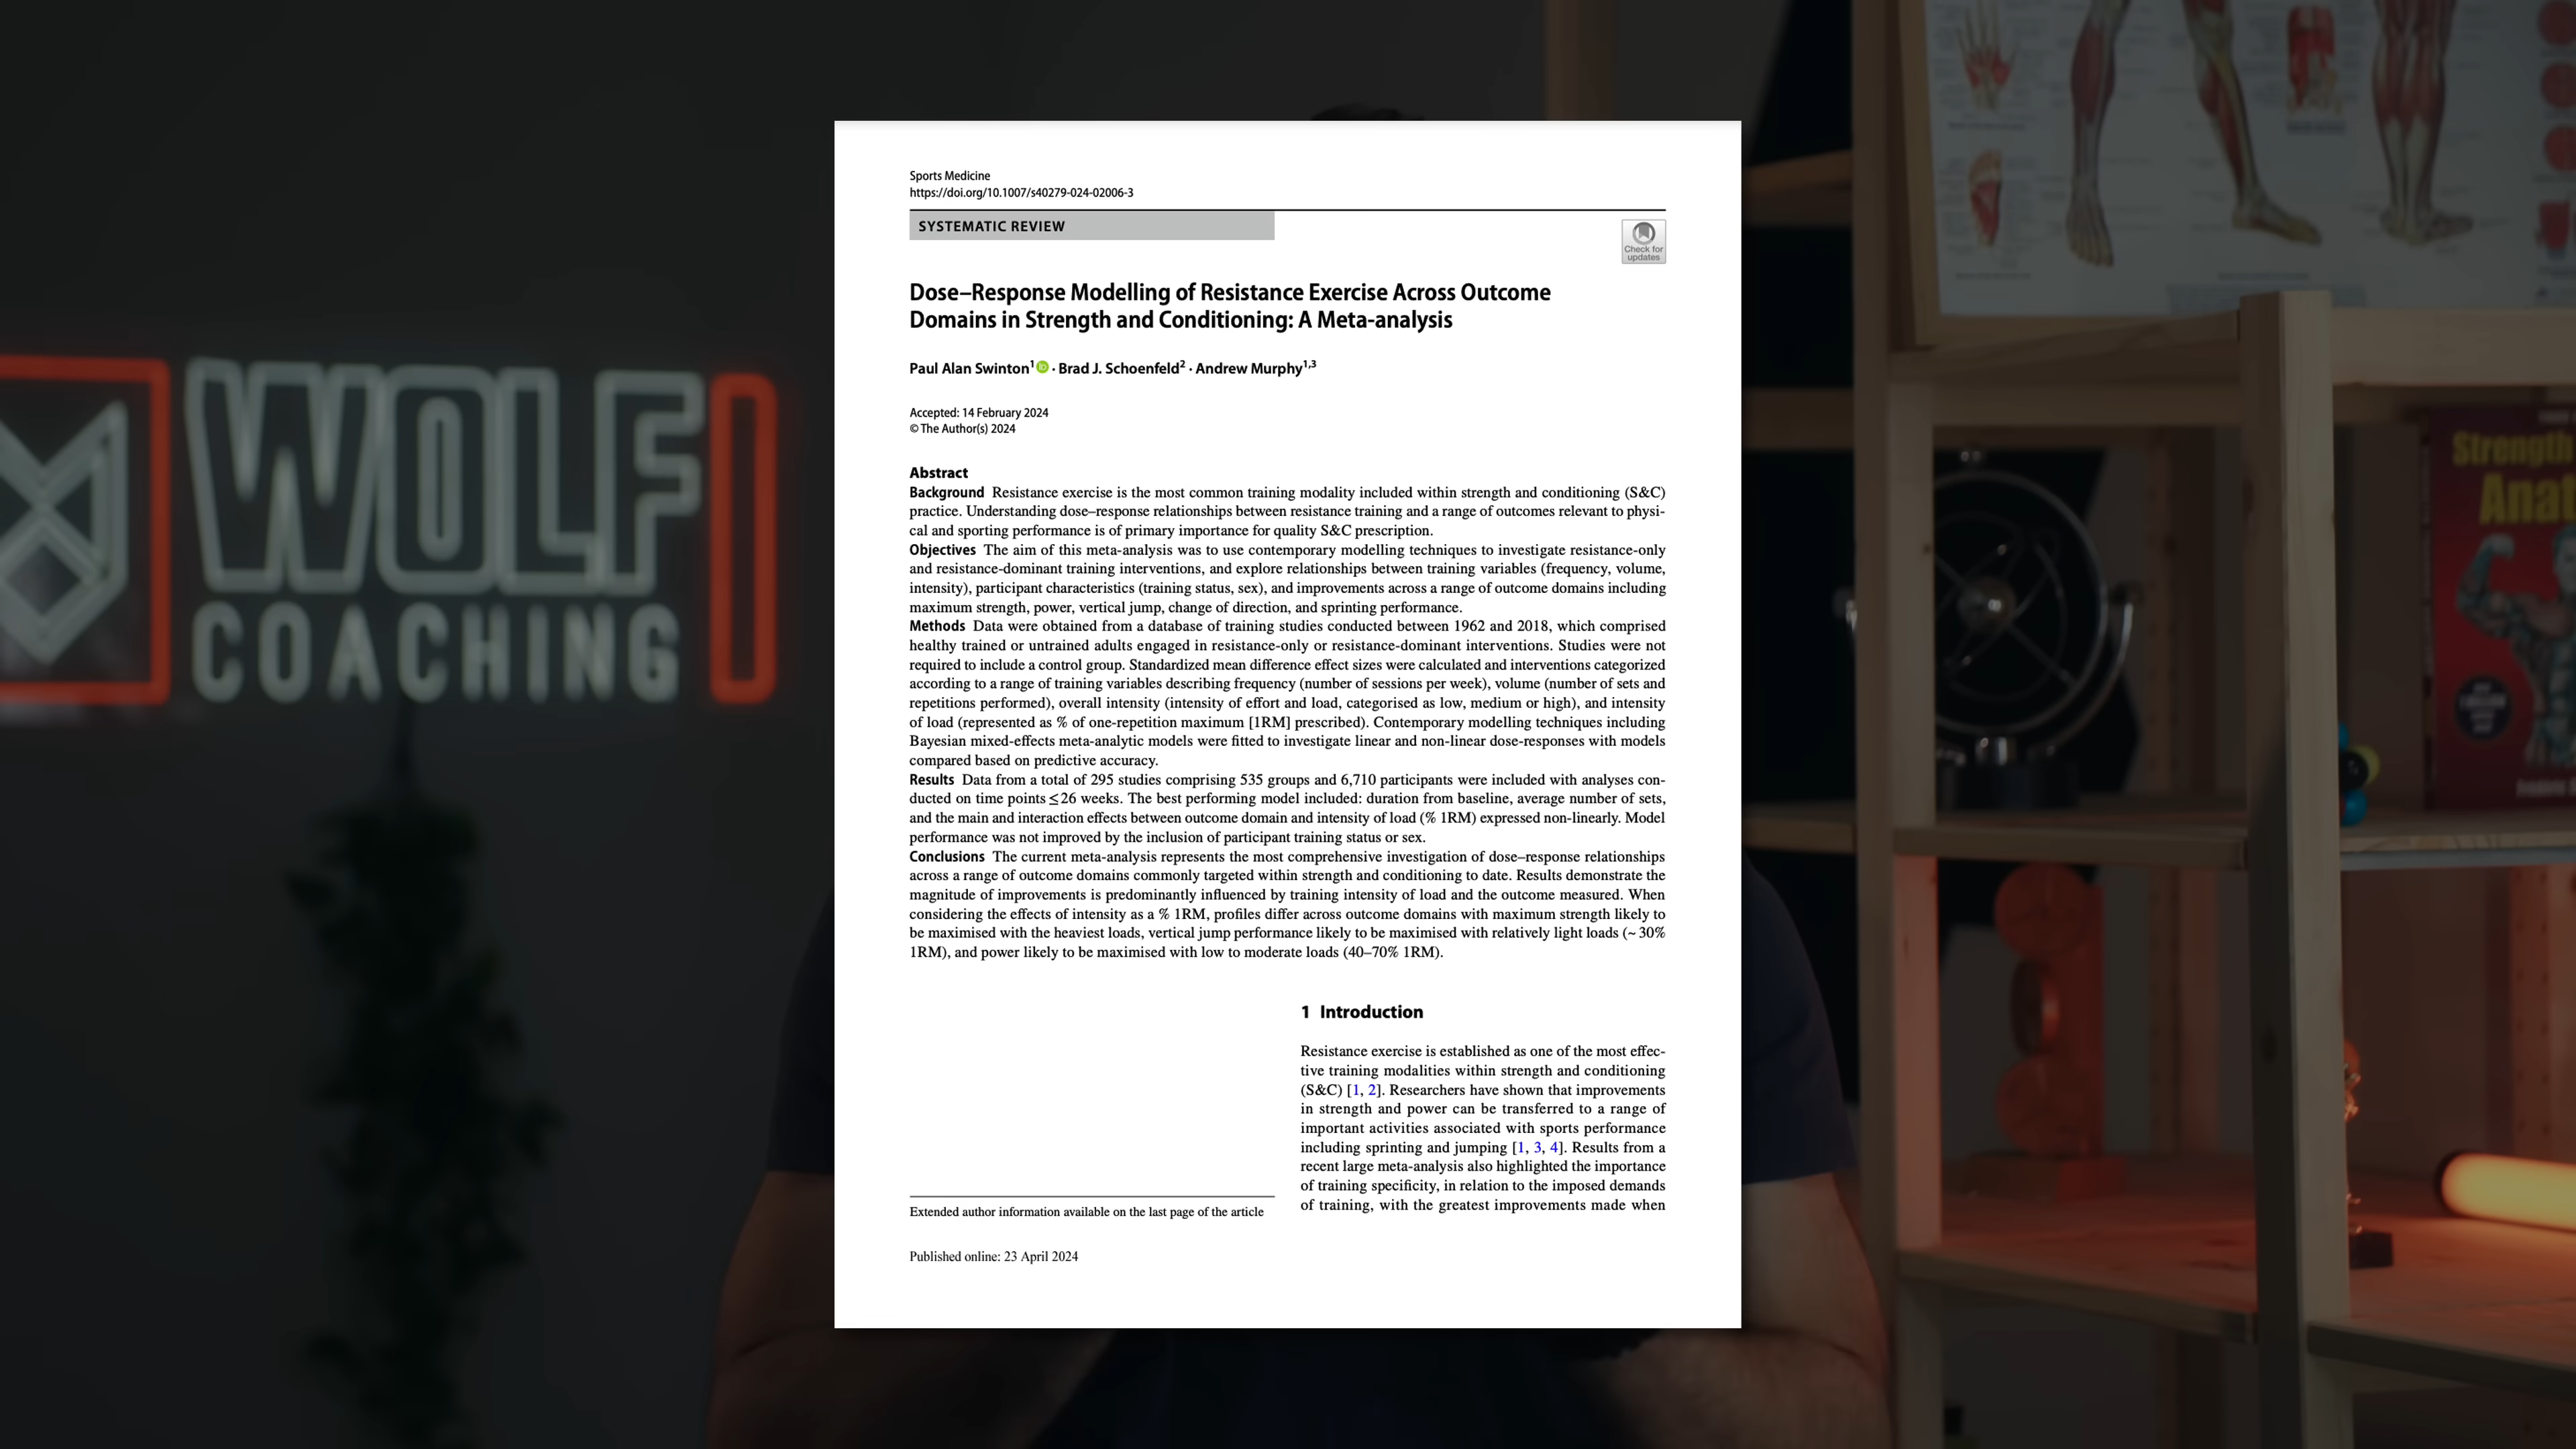 WOLF
COACHING
Sports Medicine
https://doi.org/10.1007/s40279-024-02006-3
SYSTEMATIC REVIEW
Check for
updates
Dose–Response Modelling of Resistance Exercise Across Outcome
Domains in Strength and Conditioning: A Meta-analysis
Paul Alan Swinton1 iD · Brad J. Schoenfeld2 · Andrew Murphy1,3
Accepted: 14 February 2024
© The Author(s) 2024
Abstract
Background Resistance exercise is the most common training modality included within strength and conditioning (S&C)
practice. Understanding dose–response relationships between resistance training and a range of outcomes relevant to physi-
cal and sporting performance is of primary importance for quality S&C prescription.
Objectives The aim of this meta-analysis was to use contemporary modelling techniques to investigate resistance-only
and resistance-dominant training interventions, and explore relationships between training variables (frequency, volume,
intensity), participant characteristics (training status, sex), and improvements across a range of outcome domains including
maximum strength, power, vertical jump, change of direction, and sprinting performance.
Methods Data were obtained from a database of training studies conducted between 1962 and 2018, which comprised
healthy trained or untrained adults engaged in resistance-only or resistance-dominant interventions. Studies were not
required to include a control group. Standardized mean difference effect sizes were calculated and interventions categorized
according to a range of training variables describing frequency (number of sessions per week), volume (number of sets and
repetitions performed), overall intensity (intensity of effort and load, categorised as low, medium or high), and intensity
of load (represented as % of one-repetition maximum [1RM] prescribed). Contemporary modelling techniques including
Bayesian mixed-effects meta-analytic models were fitted to investigate linear and non-linear dose-responses with models
compared based on predictive accuracy.
Results Data from a total of 295 studies comprising 535 groups and 6,710 participants were included with analyses con-
ducted on time points ≤26 weeks. The best performing model included: duration from baseline, average number of sets,
and the main and interaction effects between outcome domain and intensity of load (% 1RM) expressed non-linearly. Model
performance was not improved by the inclusion of participant training status or sex.
Conclusions The current meta-analysis represents the most comprehensive investigation of dose–response relationships
across a range of outcome domains commonly targeted within strength and conditioning to date. Results demonstrate the
magnitude of improvements is predominantly influenced by training intensity of load and the outcome measured. When
considering the effects of intensity as a % 1RM, profiles differ across outcome domains with maximum strength likely to
be maximised with the heaviest loads, vertical jump performance likely to be maximised with relatively light loads (~ 30%
1RM), and power likely to be maximised with low to moderate loads (40–70% 1RM).
Extended author information available on the last page of the article
Published online: 23 April 2024
1 Introduction
Resistance exercise is established as one of the most effec-
tive training modalities within strength and conditioning
(S&C) [1, 2]. Researchers have shown that improvements
in strength and power can be transferred to a range of
important activities associated with sports performance
including sprinting and jumping [1, 3, 4]. Results from a
recent large meta-analysis also highlighted the importance
of training specificity, in relation to the imposed demands
of training, with the greatest improvements made when
Strength
Anat